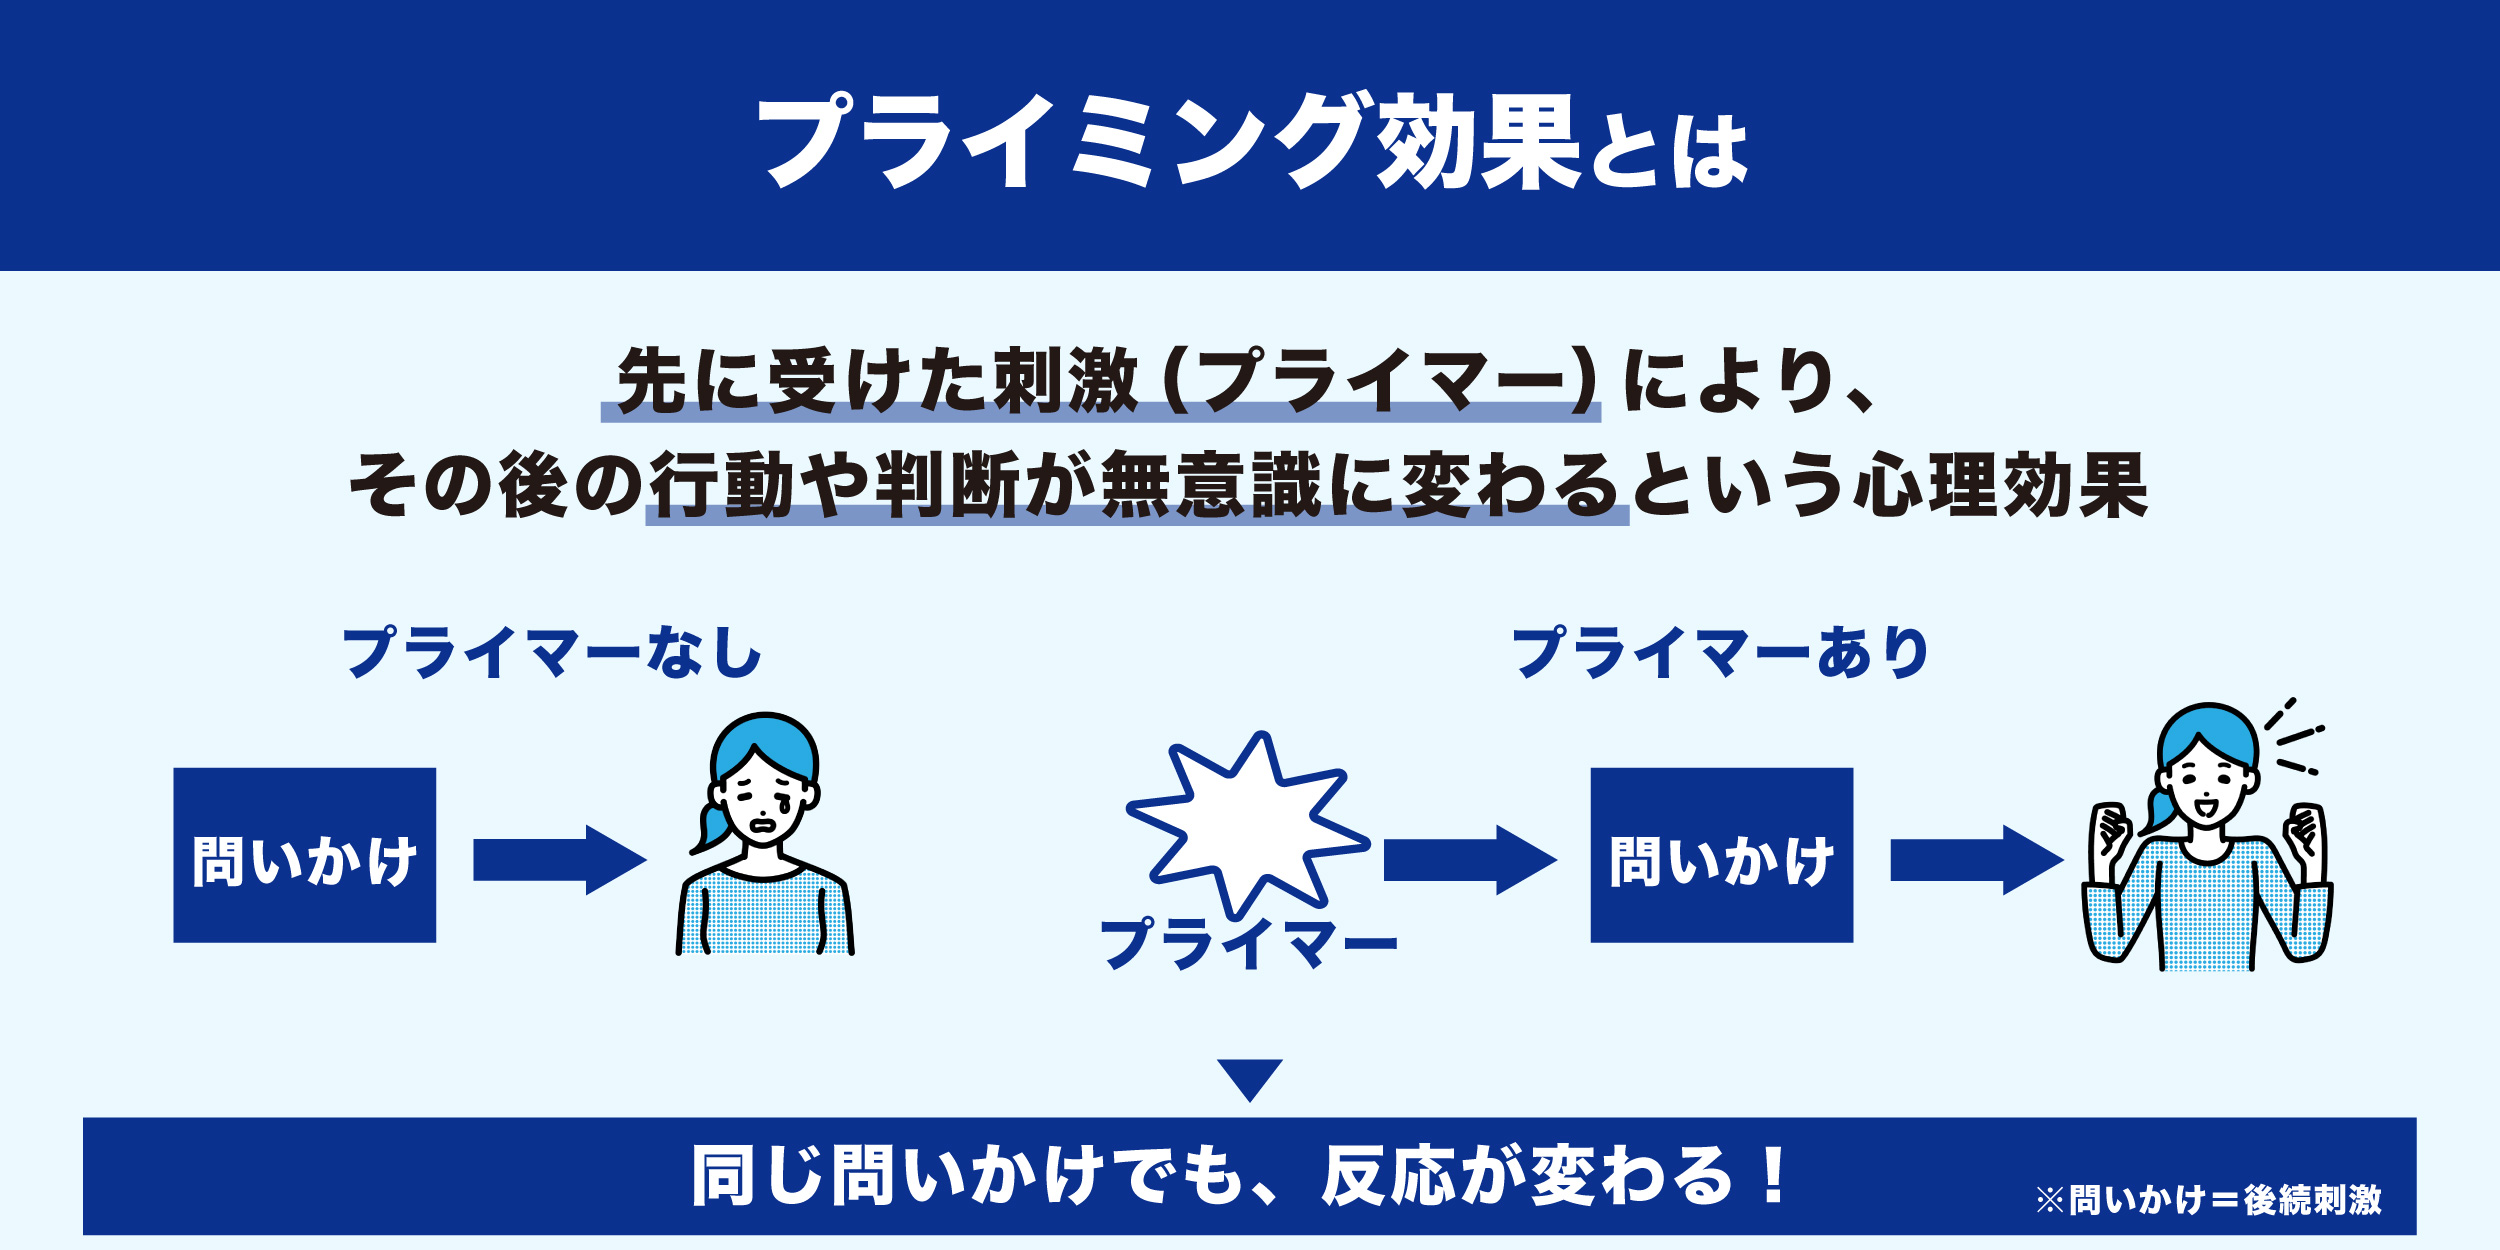 プライミング効果とは
先に受けた刺激(プライマー)により、
その後の行動や判断が無意識に変わるという心理効果
プライマーなし
プライマーあり
問いかけ
プライマー
問いかけ
同じ問いかけでも、反応が変わる！
※問いかけ＝後続刺激